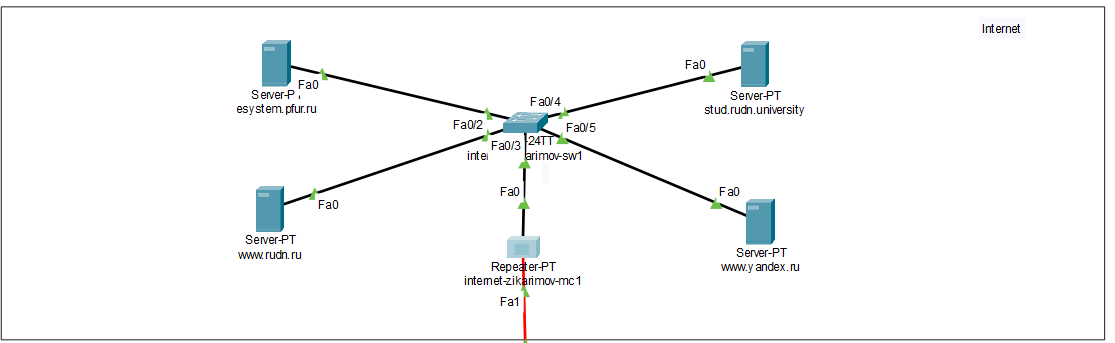 Internet
Fa0
Server-P
esystem.pfur.ru
Fa0
Server-PT
stud.rudn.university
Fa0/4
Fa0/2
Fa0/5
Fa0/3
24TT
arimov-sw1
Fa0
Server-PT
www.rudn.ru
Fa0
Fa0
Server-PT
www.yandex.ru
Repeater-PT
internet-zikarimov-mc1
Fa1